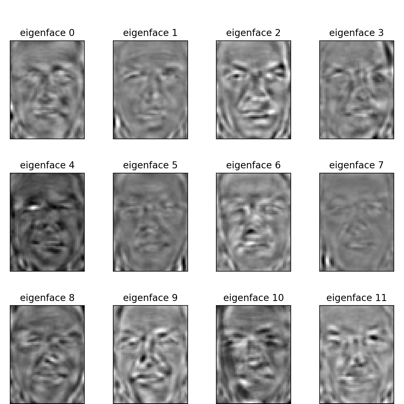 eigenface 0
eigenface 1
eigenface 2
eigenface 3
eigenface 4
eigenface 5
eigenface 6
eigenface 7
eigenface 8
eigenface 9
eigenface 10
eigenface 11